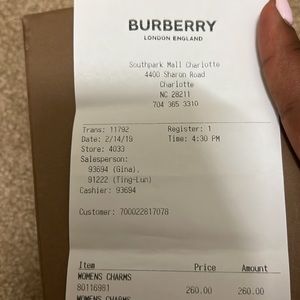 BURBERRY
LONDON ENGLAND
Southpark Mall Charlotte
4400 Sharon Road
Charlotte
NC 28211
704 365 3310
Trans: 11792 Register: 1
Date: 2/14/19 Time: 4:30 PM
Store: 4033
Salesperson:
93694 (Gina),
91222 (Ting-Lun)
Cashier: 93694
Customer: 700022817078
Item Price Amount
WOMENS CHARMS
80116981 260.00 260.00
WOMENS CHARMS